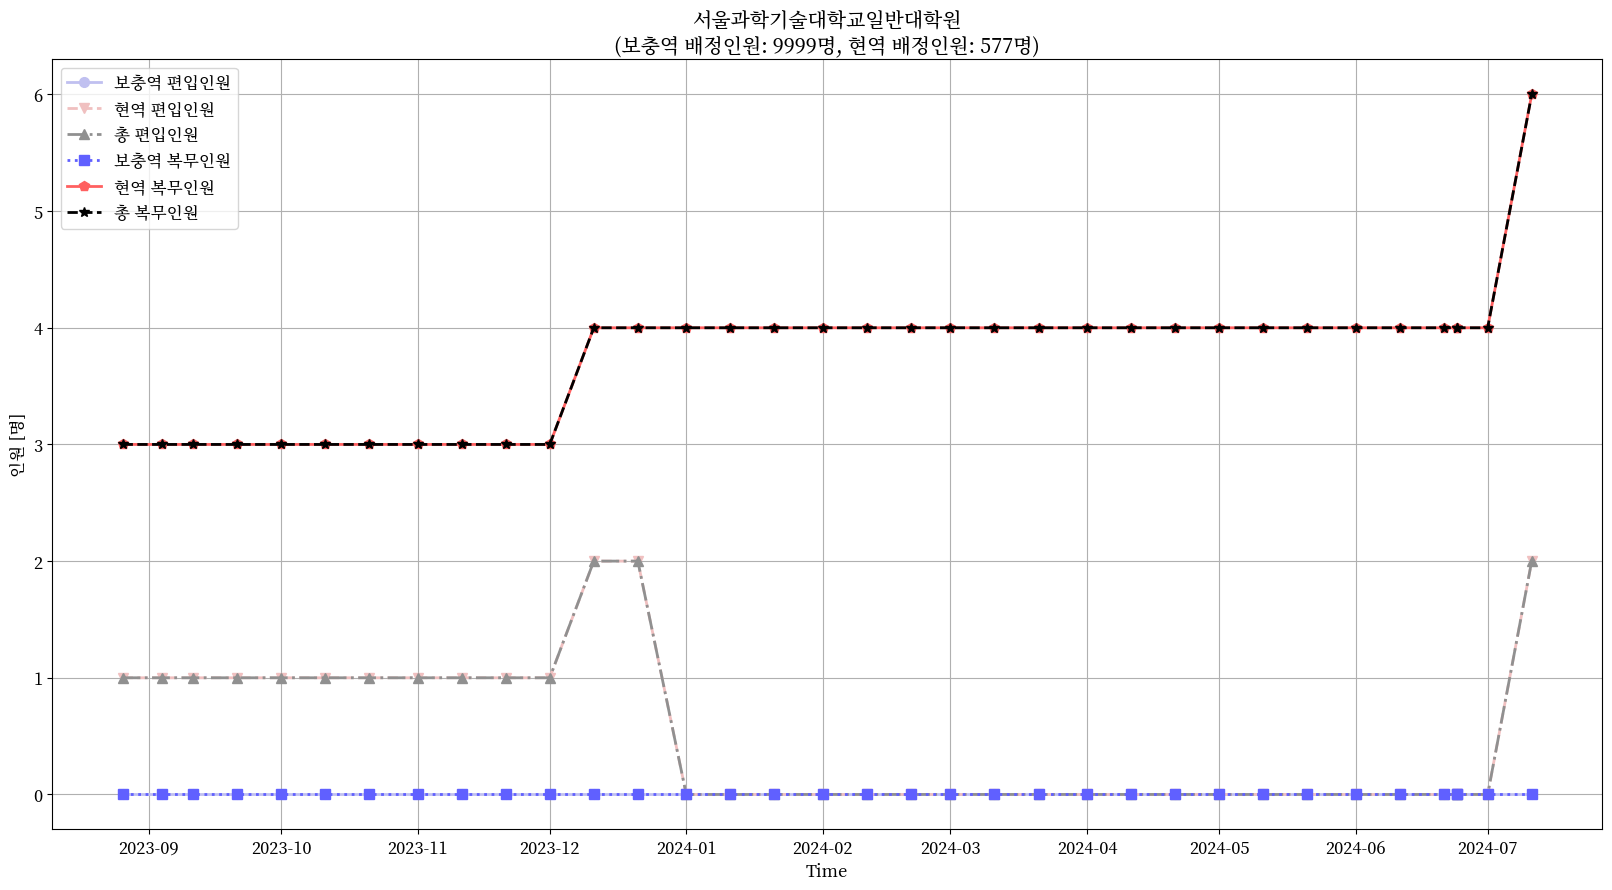 서울과학기술대학교일반대학원
(보충역 배정인원: 9999명, 현역 배정인원: 577명)
보충역 편입인원
현역 편입인원
총 편입인원
보충역 복무인원
현역 복무인원
총 복무인원
인원 [명]
6
5
4
3
2
1
0
2023-09 2023-10 2023-11 2023-12 2024-01 2024-02 2024-03 2024-04 2024-05 2024-06 2024-07
Time